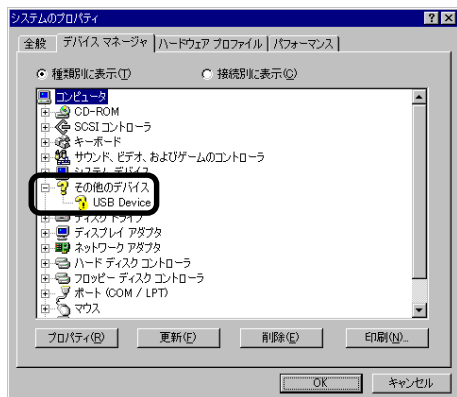 システムのプロパティ
全般 デバイス マネージャ ハードウェア プロファイル パフォーマンス
種類別に表示(T) 接続別に表示(C)
コンピュータ
CD-ROM
SCSI コントローラ
キーボード
サウンド、ビデオ、およびゲームのコントローラ
システム デバイス
その他のデバイス
USB Device
ディスク ドライブ
ディスプレイ アダプタ
ネットワーク アダプタ
ハード ディスク コントローラ
フロッピー ディスク コントローラ
ポート (COM / LPT)
マウス
プロパティ(R) 更新(F) 削除(E) 印刷(N)...
OK キャンセル